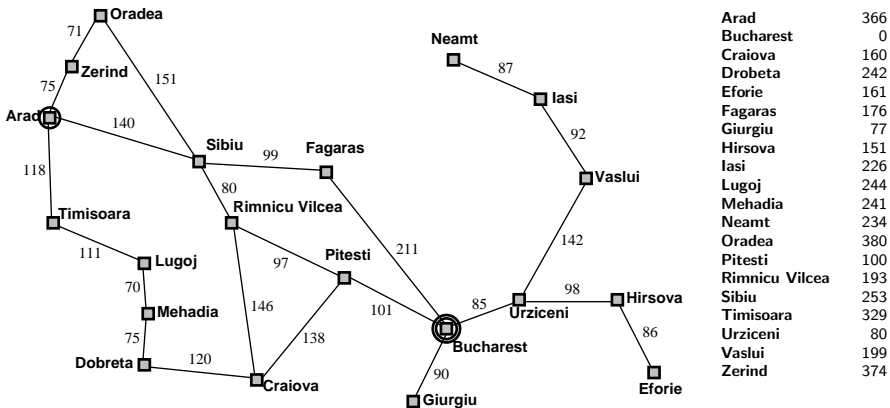 Oradea
71
Neamt
Zerind
87
75
151
Iasi
Arad
140
92
Sibiu
Fagaras
99
118
Vaslui
80
Timisoara
Rimnicu Vilcea
211
142
111
Pitesti
Lugoj
97
70
98
Hirsova
146
101
85
Mehadia
Urziceni
75
138
86
Bucharest
120
Dobreta
90
Craiova
Eforie
Giurgiu
Arad 366
Bucharest 0
Craiova 160
Drobeta 242
Eforie 161
Fagaras 176
Giurgiu 77
Hirsova 151
Iasi 226
Lugoj 244
Mehadia 241
Neamt 234
Oradea 380
Pitesti 100
Rimnicu Vilcea 193
Sibiu 253
Timisoara 329
Urziceni 80
Vaslui 199
Zerind 374